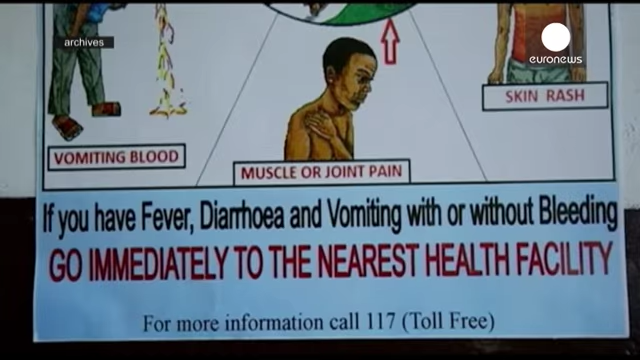 archives
euronews
SKIN RASH
VOMITING BLOOD
MUSCLE OR JOINT PAIN
If you have Fever, Diarrhoea and Vomiting with or without Bleeding
GO IMMEDIATELY TO THE NEAREST HEALTH FACILITY
For more information call 117 (Toll Free)